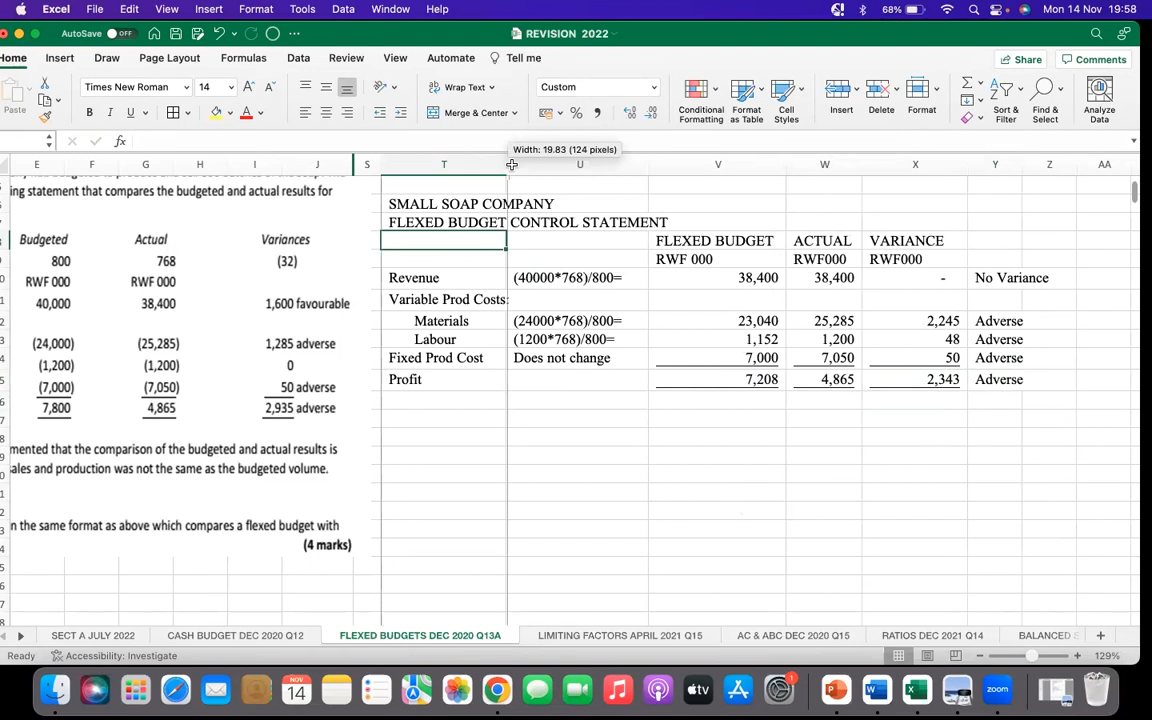 Excel File Edit View Insert Format Tools Data Window Help 68% Mon 14 Nov 19:58
AutoSave OFF REVISION 2022
Home Insert Draw Page Layout Formulas Data Review View Automate Tell me Share Comments
Paste Times New Roman 14 Wrap Text Custom
B I U Merge & Center % Conditional Formatting Format as Table Cell Styles Insert Delete Format Sort & Filter Find & Select Analyze Data
fx
Width: 19.83 (124 pixels)
E F G H I J S T U V W X Y Z AA
ing statement that compares the budgeted and actual results for
Budgeted Actual Variances
800 768 (32)
RWF 000 RWF 000
40,000 38,400 1,600 favourable
(24,000) (25,285) 1,285 adverse
(1,200) (1,200) 0
(7,000) (7,050) 50 adverse
7,800 4,865 2,935 adverse
mented that the comparison of the budgeted and actual results is
ales and production was not the same as the budgeted volume.
n the same format as above which compares a flexed budget with
(4 marks)
SMALL SOAP COMPANY
FLEXED BUDGET CONTROL STATEMENT
FLEXED BUDGET ACTUAL VARIANCE
RWF 000 RWF000 RWF000
Revenue (40000*768)/800= 38,400 38,400 - No Variance
Variable Prod Costs:
Materials (24000*768)/800= 23,040 25,285 2,245 Adverse
Labour (1200*768)/800= 1,152 1,200 48 Adverse
Fixed Prod Cost Does not change 7,000 7,050 50 Adverse
Profit 7,208 4,865 2,343 Adverse
SECT A JULY 2022 CASH BUDGET DEC 2020 Q12 FLEXED BUDGETS DEC 2020 Q13A LIMITING FACTORS APRIL 2021 Q15 AC & ABC DEC 2020 Q15 RATIOS DEC 2021 Q14 BALANCED S
Ready Accessibility: Investigate 129%
NOV
14
tv
1
zoom